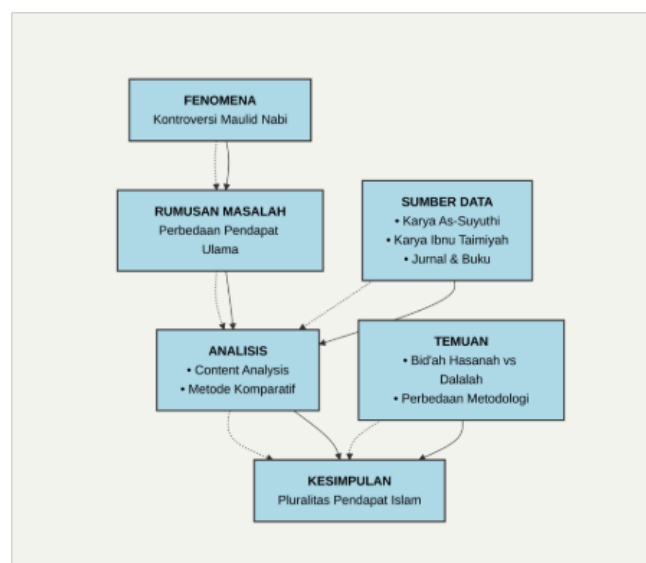 FENOMENA
Kontroversi Maulid Nabi
RUMUSAN MASALAH
Perbedaan Pendapat
Ulama
SUMBER DATA
• Karya As-Suyuthi
• Karya Ibnu Taimiyah
• Jurnal & Buku
ANALISIS
• Content Analysis
• Metode Komparatif
TEMUAN
• Bid'ah Hasanah vs
Dalalah
• Perbedaan Metodologi
KESIMPULAN
Pluralitas Pendapat Islam